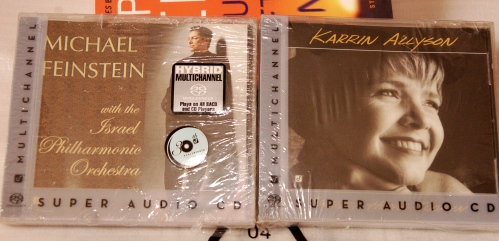 MULTICHANNEL
MICHAEL
FEINSTEIN
with the
Israel
Philharmonic
Orchestra
HYBRID
MULTICHANNEL
Plays on All SACD
and CD Players
SUPER AUDIO CD
MULTICHANNEL
KARRIN ALLYSON
SUPER AUDIO CD
04